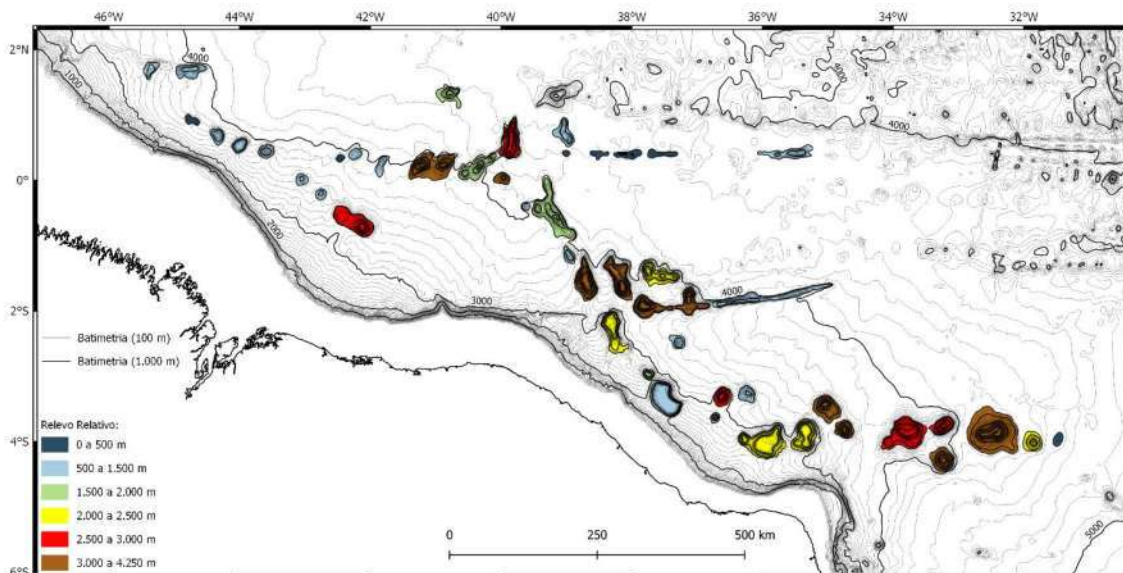 46°W 44°W 42°W 40°W 38°W 36°W 34°W 32°W
2°N
4000
4000
1000
4000
0°
2000
4000
3000
2°S
Batimetria (100 m)
Batimetria (1.000 m)
Relevo Relativo:
0 a 500 m
4°S
500 a 1.500 m
1.500 a 2.000 m
2.000 a 2.500 m
2.500 a 3.000 m
0 250 500 km
5000
3.000 a 4.250 m
6°S